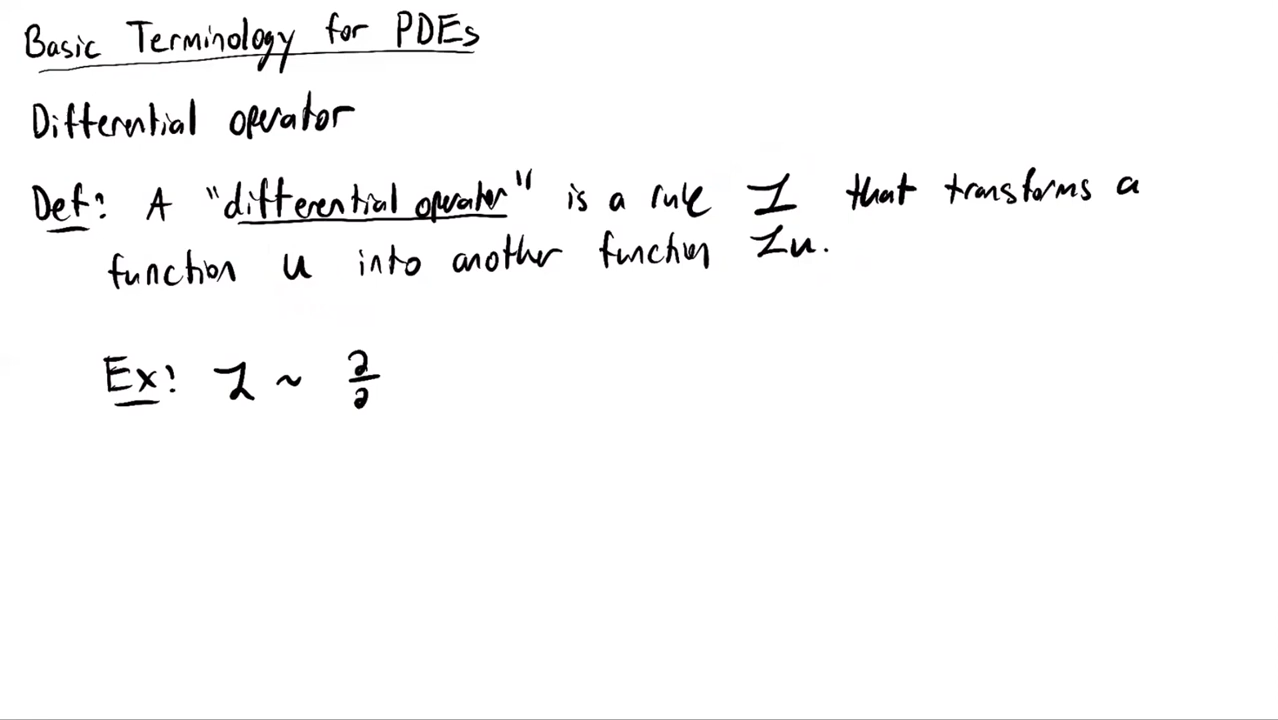 Basic Terminology for PDEs
Differential operator
Def: A "differential operator" is a rule ℒ that transforms a
function u into another function ℒu.
Ex: ℒ ~ ∂/∂